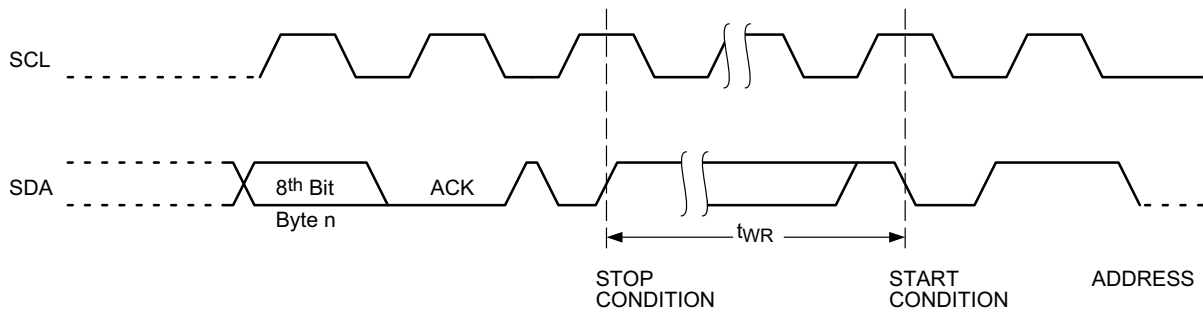 SCL
SDA
8th Bit
ACK
Byte n
tWR
STOP
CONDITION
START
CONDITION
ADDRESS